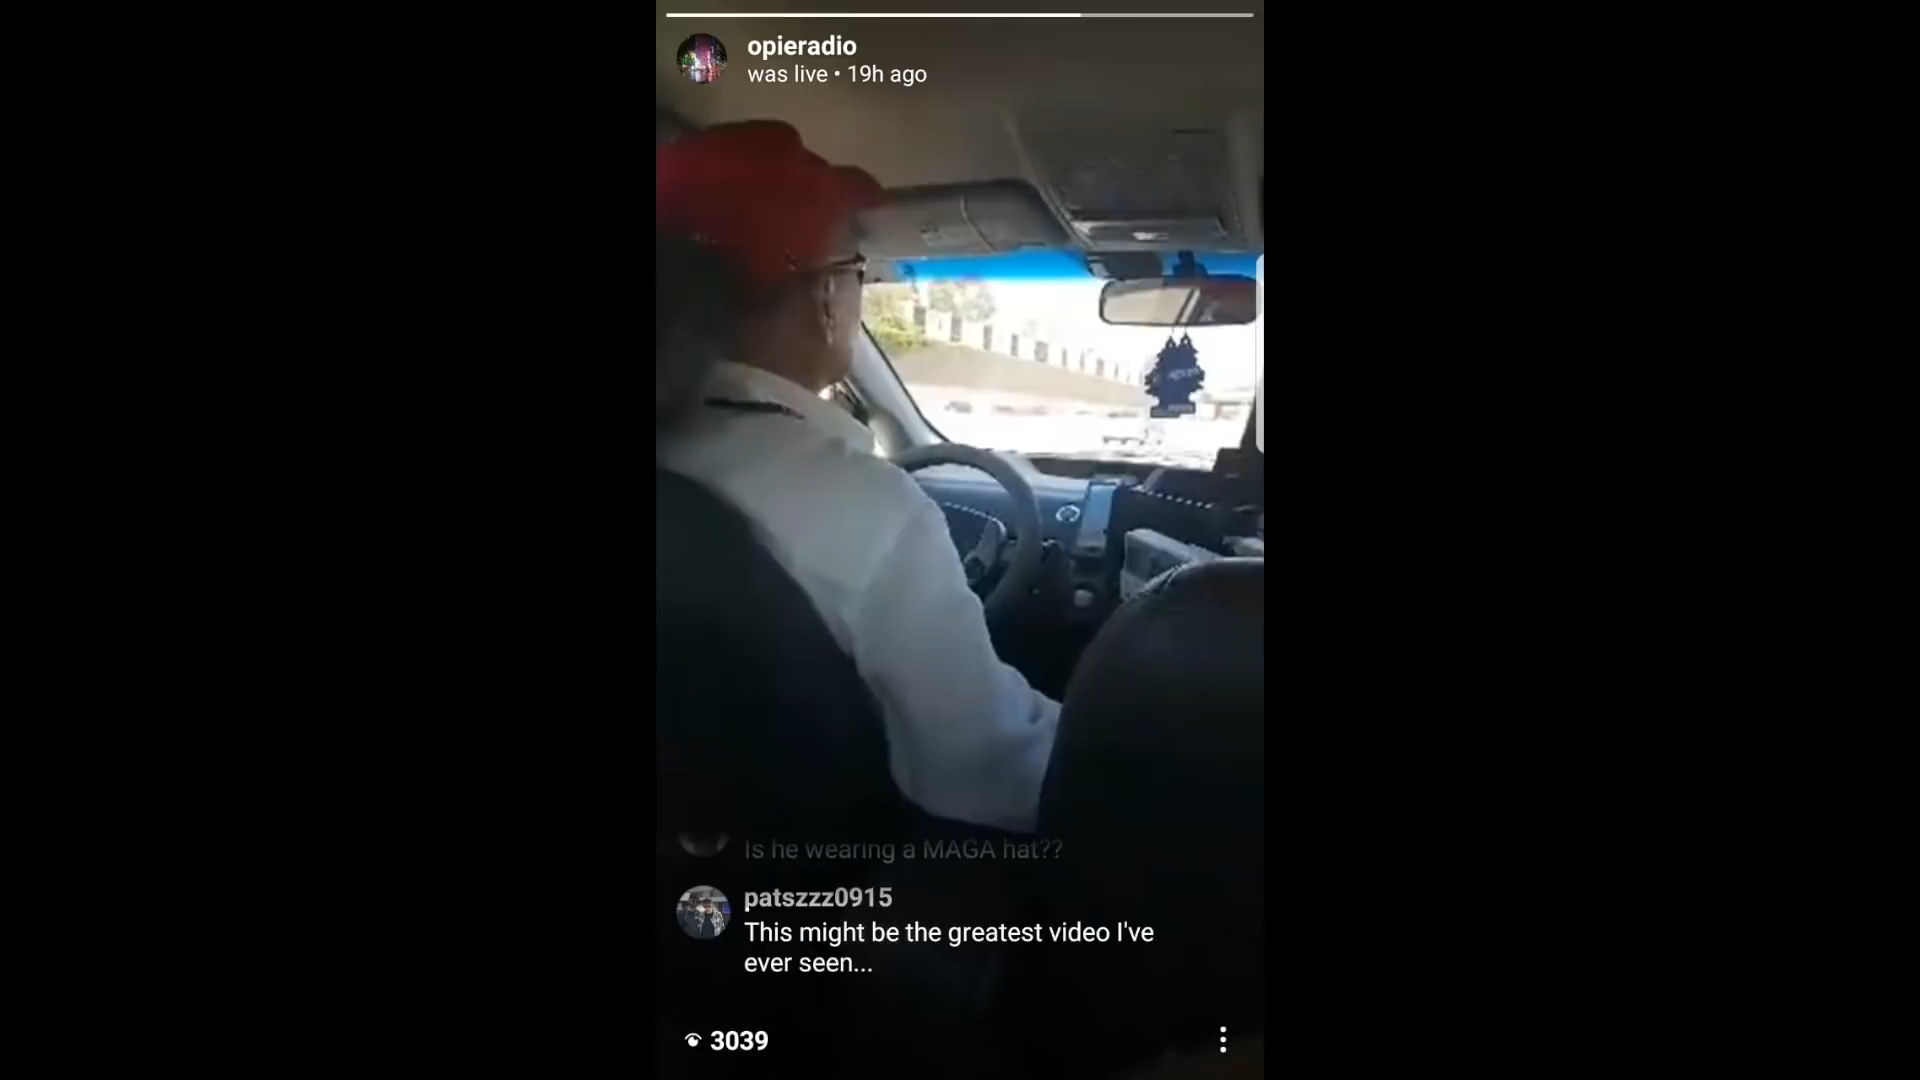 opieradio
was live • 19h ago
Is he wearing a MAGA hat??
patszzz0915
This might be the greatest video I've
ever seen...
3039